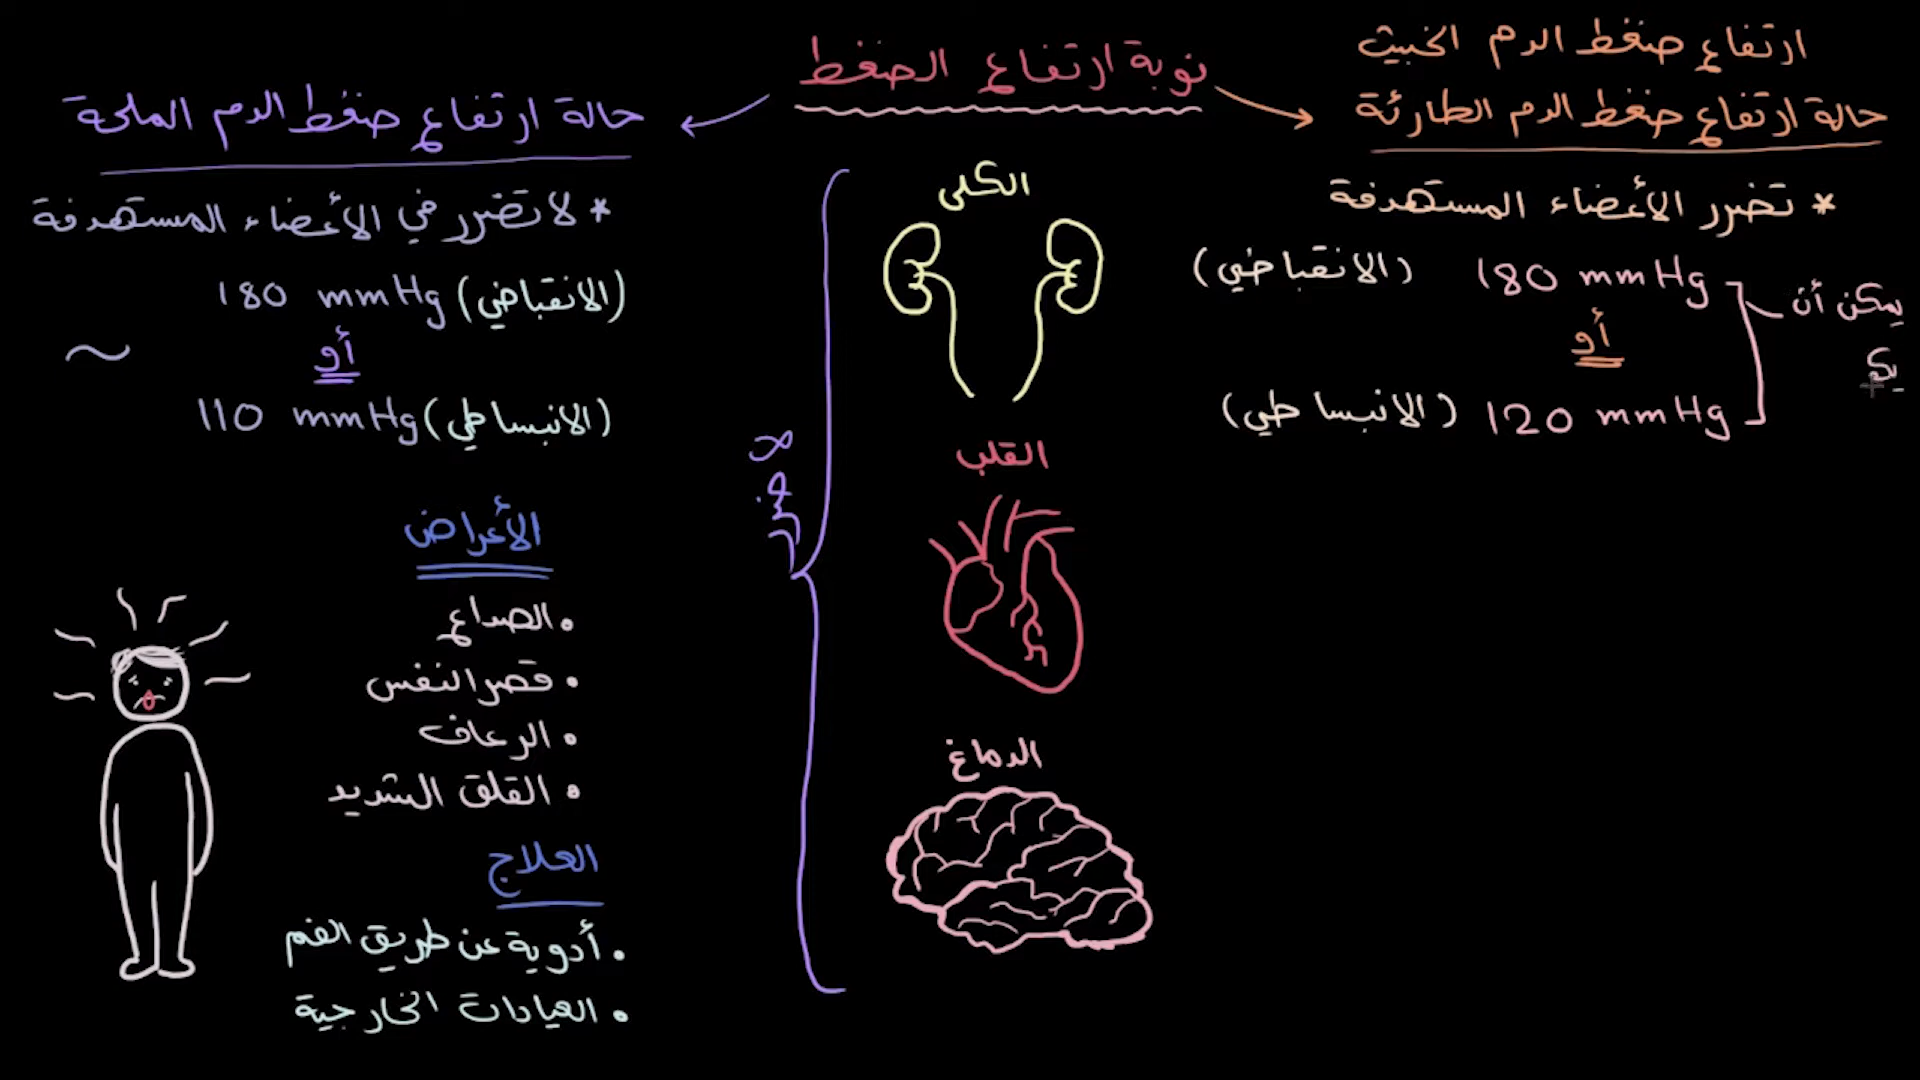 نوبة ارتفاع الضغط
ارتفاع ضغط الدم الخبيث
حالة ارتفاع ضغط الدم الطارئة
* تضرر الأعضاء المستهدفة
180 mmHg (الانقباضي)
أو
120 mmHg (الانبساطي)
يمكن أن
الكلى
القلب
الدماغ
حالة ارتفاع ضغط الدم الملحة
* لا تضرر في الأعضاء المستهدفة
180 mmHg (الانقباضي)
~
أو
110 mmHg (الانبساطي)
الأعراض
• الصداع
• قصر النفس
• الرعاف
• القلق الشديد
العلاج
• أدوية عن طريق الفم
• العيادات الخارجية